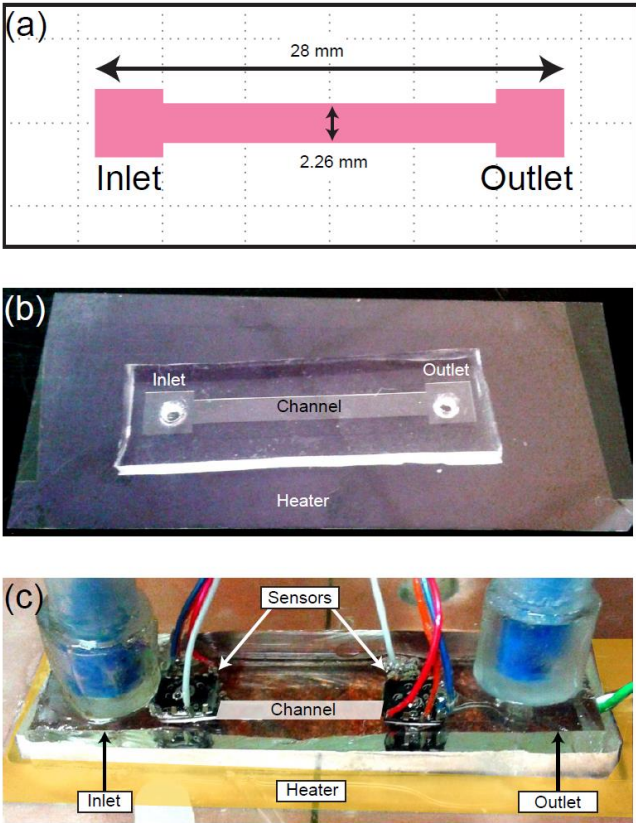 (a)
28 mm
2.26 mm
Inlet
Outlet
(b)
Inlet
Outlet
Channel
Heater
(c)
Sensors
Channel
Heater
Inlet
Outlet